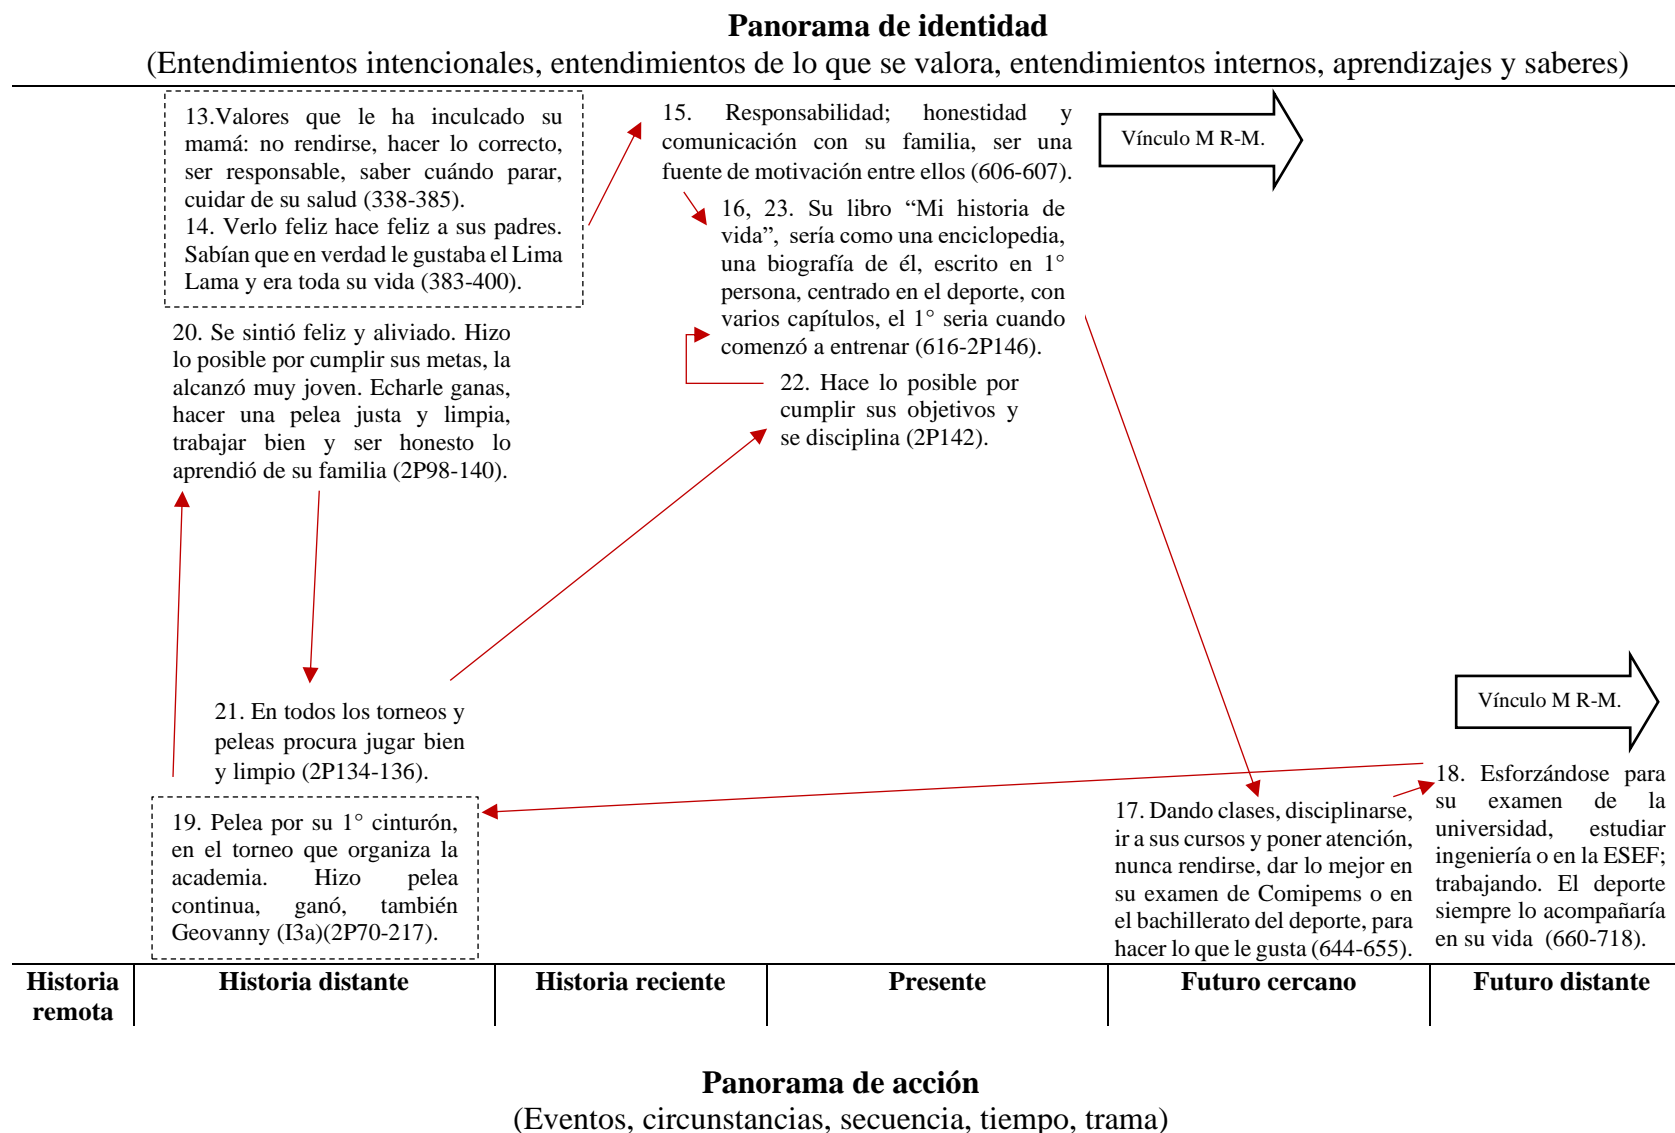 Panorama de identidad
(Entendimientos intencionales, entendimientos de lo que se valora, entendimientos internos, aprendizajes y saberes)
13.Valores que le ha inculcado su
mamá: no rendirse, hacer lo correcto,
ser responsable, saber cuándo parar,
cuidar de su salud (338-385).
14. Verlo feliz hace feliz a sus padres.
Sabían que en verdad le gustaba el Lima
Lama y era toda su vida (383-400).
15. Responsabilidad; honestidad y
comunicación con su familia, ser una
fuente de motivación entre ellos (606-607).
Vínculo M R-M.
16, 23. Su libro “Mi historia de
vida”, sería como una enciclopedia,
una biografía de él, escrito en 1°
persona, centrado en el deporte, con
varios capítulos, el 1° seria cuando
comenzó a entrenar (616-2P146).
20. Se sintió feliz y aliviado. Hizo
lo posible por cumplir sus metas, la
alcanzó muy joven. Echarle ganas,
hacer una pelea justa y limpia,
trabajar bien y ser honesto lo
aprendió de su familia (2P98-140).
22. Hace lo posible por
cumplir sus objetivos y
se disciplina (2P142).
21. En todos los torneos y
peleas procura jugar bien
y limpio (2P134-136).
Vínculo M R-M.
19. Pelea por su 1° cinturón,
en el torneo que organiza la
academia. Hizo pelea
continua, ganó, también
Geovanny (I3a)(2P70-217).
17. Dando clases, disciplinarse,
ir a sus cursos y poner atención,
nunca rendirse, dar lo mejor en
su examen de Comipems o en
el bachillerato del deporte, para
hacer lo que le gusta (644-655).
18. Esforzándose para
su examen de la
universidad, estudiar
ingeniería o en la ESEF;
trabajando. El deporte
siempre lo acompañaría
en su vida (660-718).
Historia
remota
Historia distante
Historia reciente
Presente
Futuro cercano
Futuro distante
Panorama de acción
(Eventos, circunstancias, secuencia, tiempo, trama)